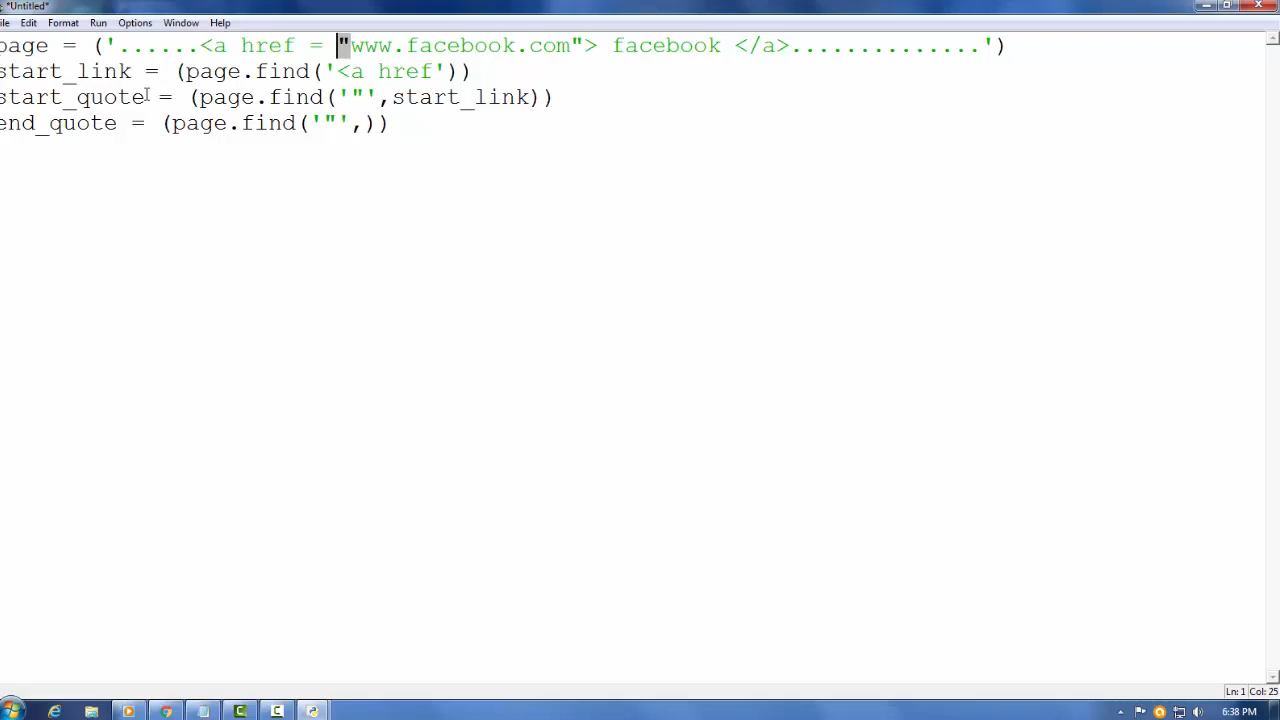 *Untitled*
ile Edit Format Run Options Window Help
page = ('......<a href = "www.facebook.com"> facebook </a>..............')
start_link = (page.find('<a href'))
start_quote = (page.find('"',start_link))
end_quote = (page.find('"',))
Ln: 1 Col: 25
6:38 PM